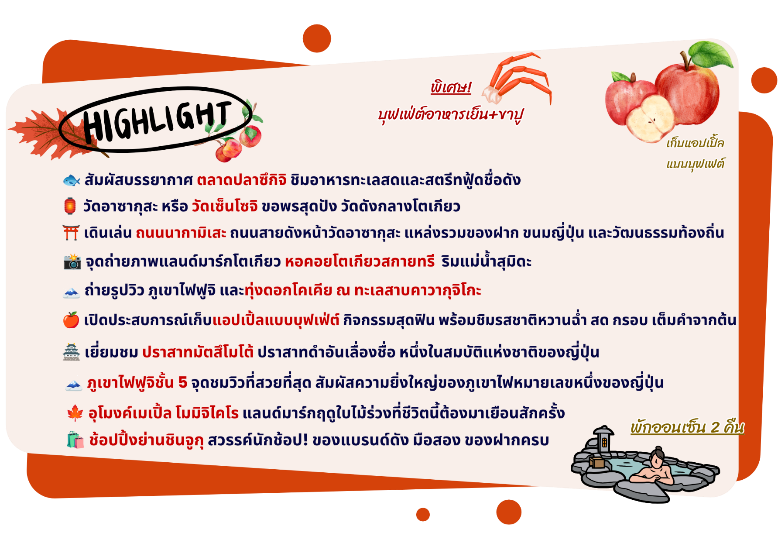 HIGHLIGHT
พิเศษ!
บุฟเฟ่ต์อาหารเย็น+ขาปู
เก็บแอปเปิ้ล
แบบบุฟเฟต์
สัมผัสบรรยากาศ ตลาดปลาซึกิจิ ชิมอาหารทะเลสดและสตรีทฟู้ดชื่อดัง
วัดอาซากุสะ หรือ วัดเซ็นโซจิ ขอพรสุดปัง วัดดังกลางโตเกียว
เดินเล่น ถนนนากามิเสะ ถนนสายดังหน้าวัดอาซากุสะ แหล่งรวมของฝาก ขนมญี่ปุ่น และวัฒนธรรมท้องถิ่น
จุดถ่ายภาพแลนด์มาร์กโตเกียว หอคอยโตเกียวสกายทรี ริมแม่น้ำสุมิดะ
ถ่ายรูปวิว ภูเขาไฟฟูจิ และทุ่งดอกโคเคีย ณ ทะเลสาบคาวากุจิโกะ
เปิดประสบการณ์เก็บแอปเปิ้ลแบบบุฟเฟ่ต์ กิจกรรมสุดฟิน พร้อมชิมรสชาติหวานฉ่ำ สด กรอบ เต็มคำจากต้น
เยี่ยมชม ปราสาทมัตสึโมโต้ ปราสาทดำอันเลื่องชื่อ หนึ่งในสมบัติแห่งชาติของญี่ปุ่น
ภูเขาไฟฟูจิชั้น 5 จุดชมวิวที่สวยที่สุด สัมผัสความยิ่งใหญ่ของภูเขาไฟหมายเลขหนึ่งของญี่ปุ่น
อุโมงค์เมเปิ้ล โมมิจิไคโร แลนด์มาร์กฤดูใบไม้ร่วงที่ชีวิตนี้ต้องมาเยือนสักครั้ง
ช้อปปิ้งย่านชินจูกุ สวรรค์นักช้อป! ของแบรนด์ดัง มือสอง ของฝากครบ
พักออนเซ็น 2 คืน